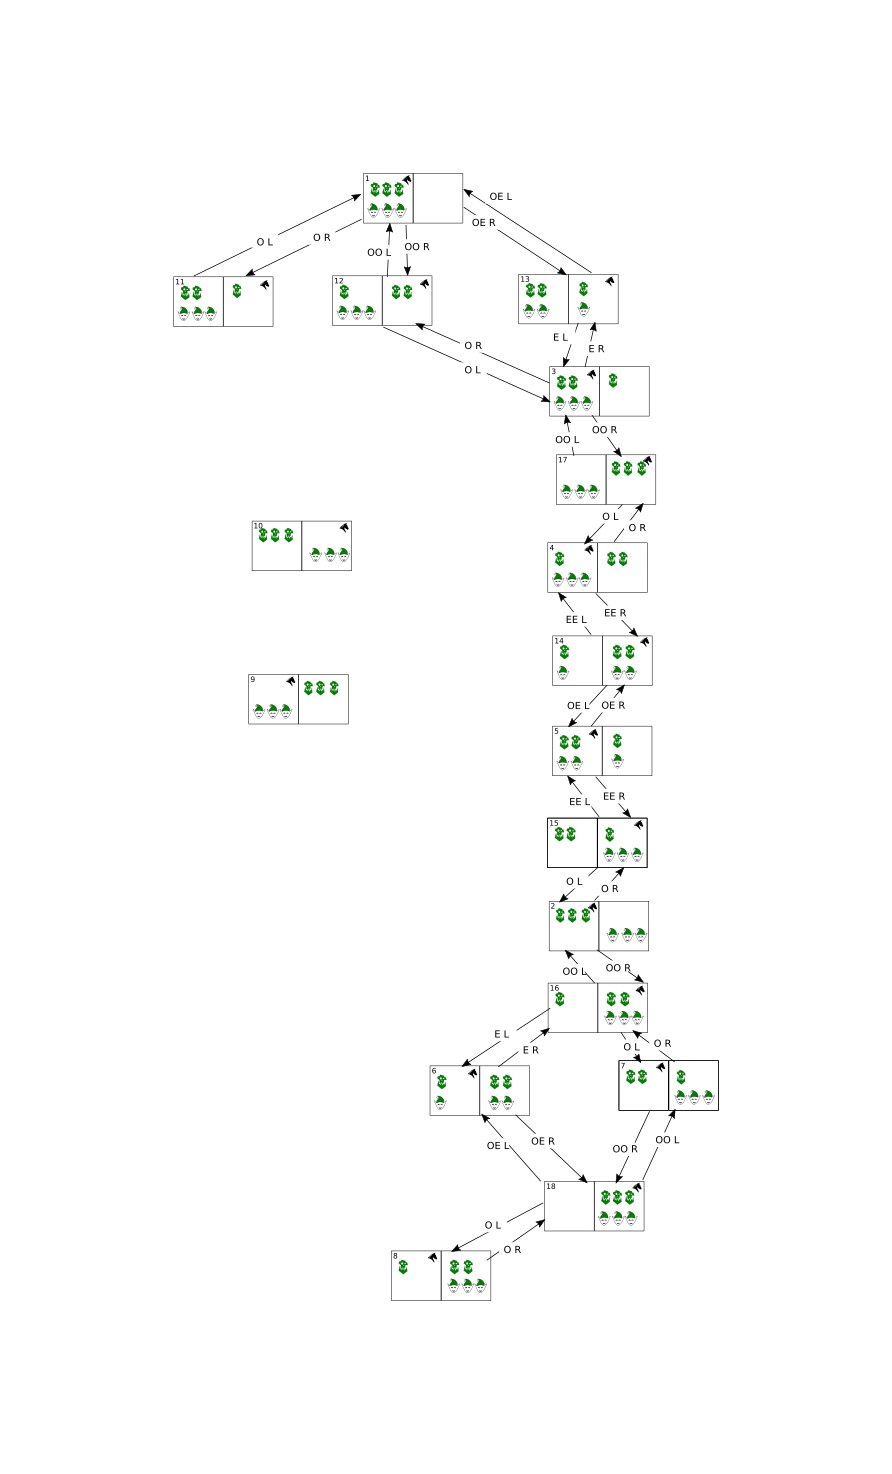 1
OE L
OE R
O L
O R
OO L
OO R
11
12
13
E L
E R
O R
O L
3
OO R
OO L
17
O L
O R
10
4
EE R
EE L
14
9
OE L
OE R
5
EE R
EE L
15
O L
O R
2
OO R
OO L
16
E L
E R
O L
O R
7
6
OE R
OE L
OO R
OO L
18
O L
O R
8